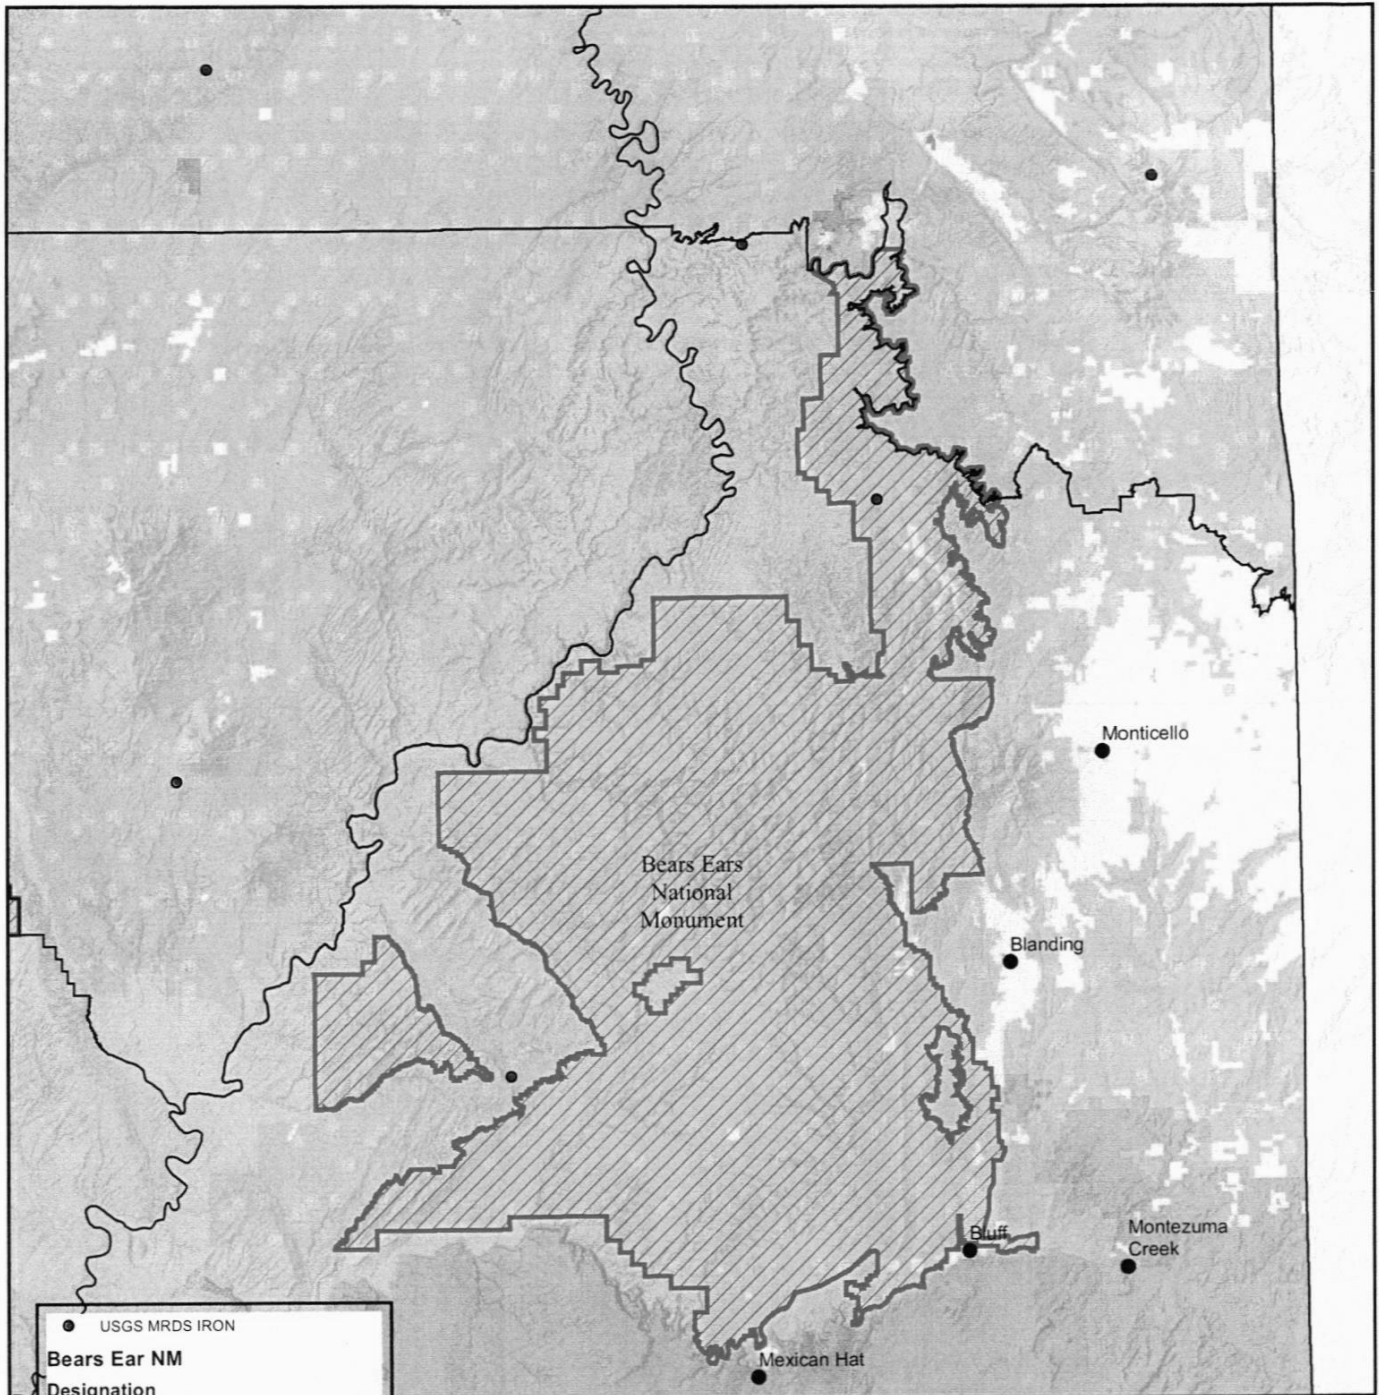 Monticello
Bears Ears
National
Monument
Blanding
Bluff
Montezuma
Creek
USGS MRDS IRON
Bears Ear NM
Designation
Mexican Hat